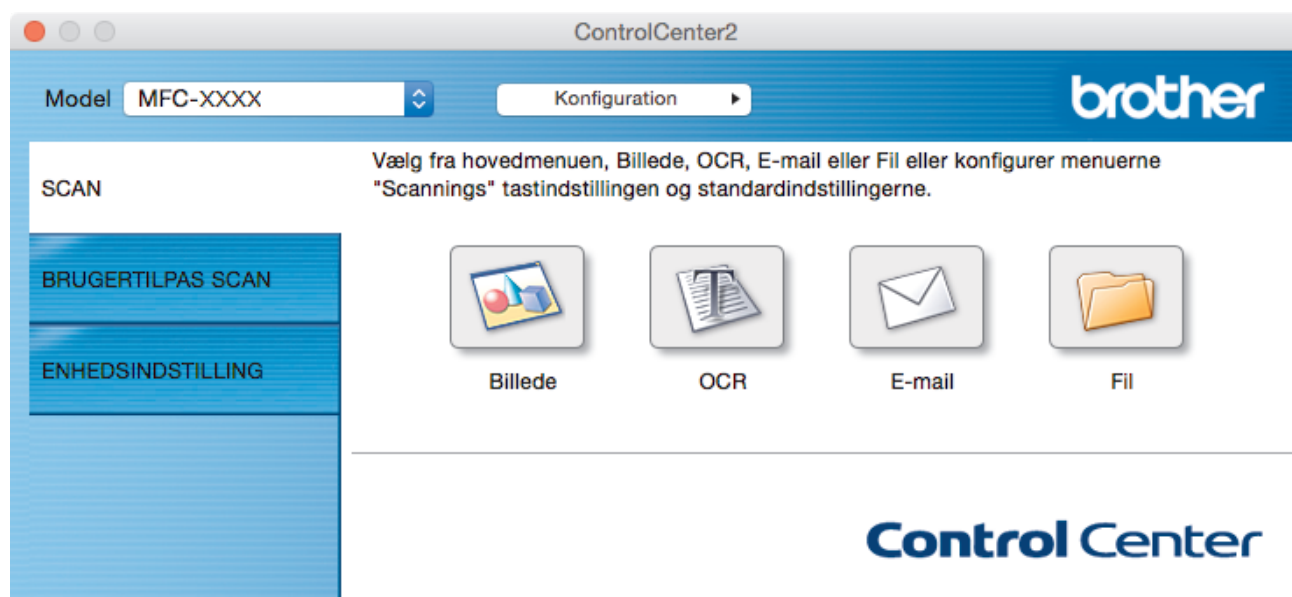 ControlCenter2
Model MFC-XXXX Konfiguration brother
SCAN
Vælg fra hovedmenuen, Billede, OCR, E-mail eller Fil eller konfigurer menuerne
"Scannings" tastindstillingen og standardindstillingerne.
BRUGERTILPAS SCAN
ENHEDSINDSTILLING
Billede OCR E-mail Fil
Control Center